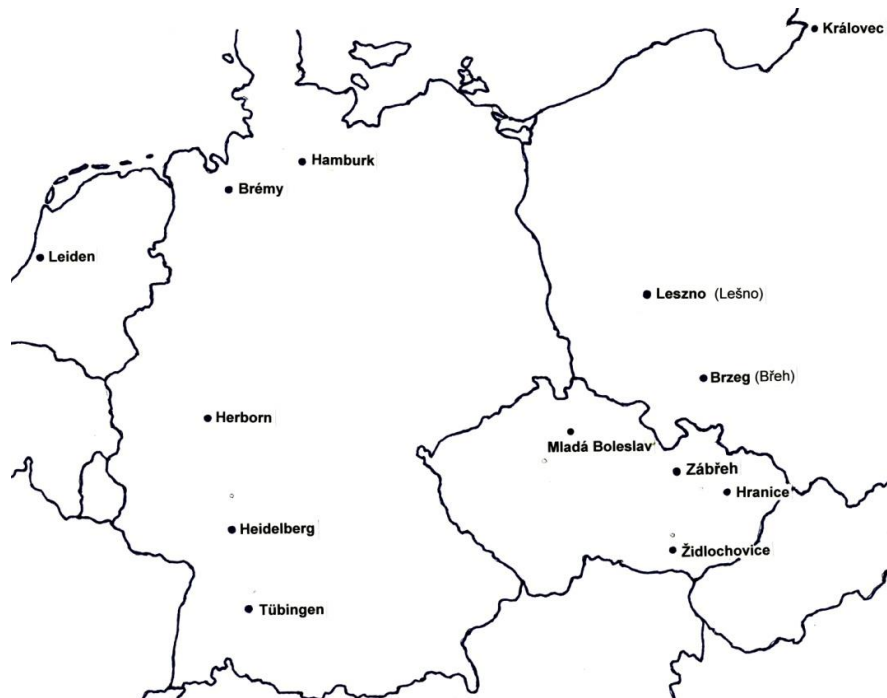 Královec
Hamburk
Brémy
Leiden
Leszno (Lešno)
Brzeg (Břeh)
Herborn
Mladá Boleslav
Zábřeh
Hranice
Heidelberg
Židlochovice
Tübingen